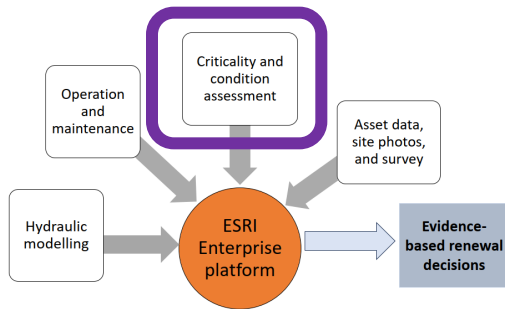 Criticality and
condition
assessment
Operation
and
maintenance
Asset data,
site photos,
and survey
Hydraulic
modelling
ESRI
Enterprise
platform
Evidence-
based renewal
decisions